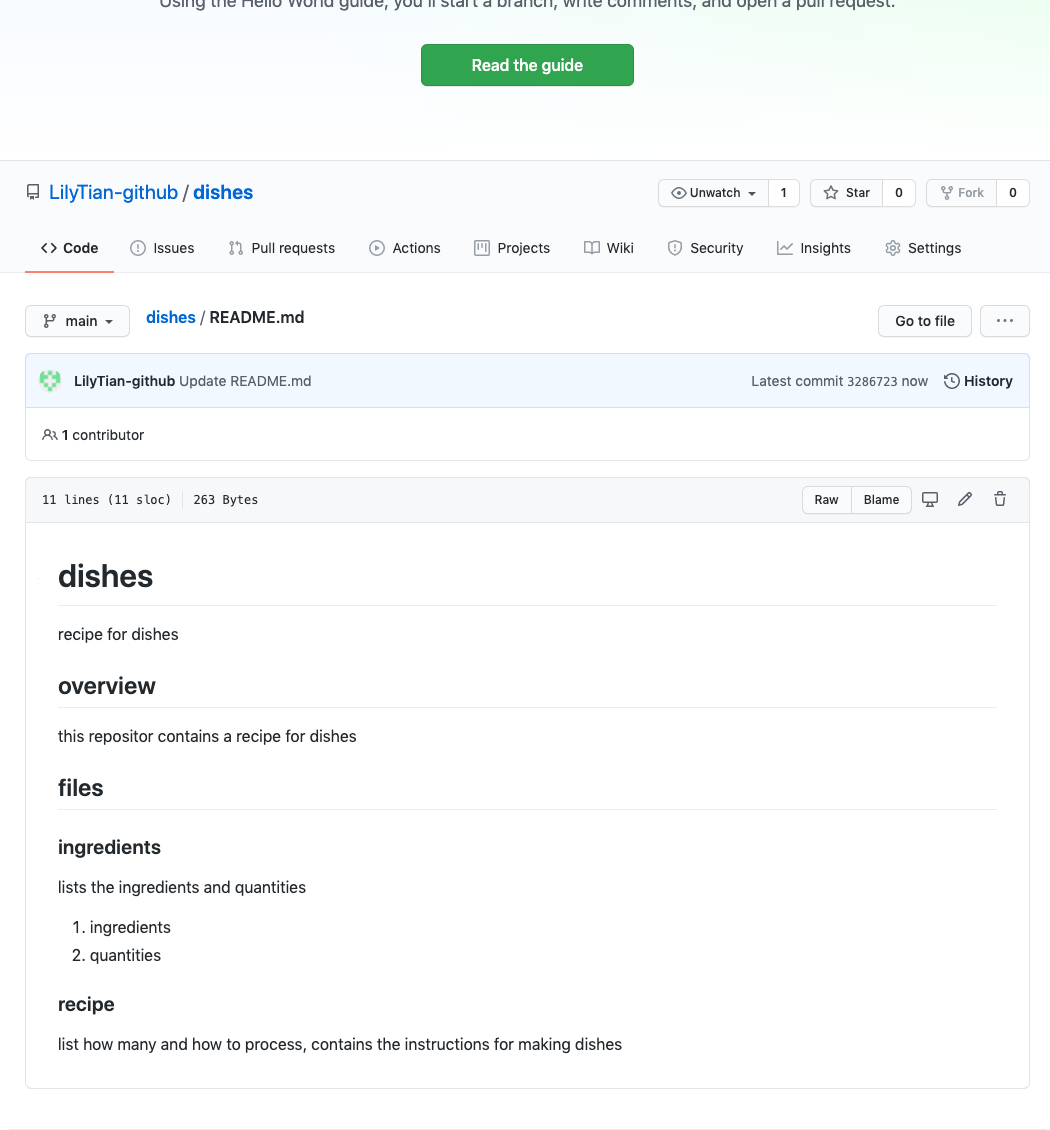 Using the Hello World guide, you'll start a branch, write comments, and open a pull request.
Read the guide
LilyTian-github / dishes
Unwatch 1 Star 0 Fork 0
Code Issues Pull requests Actions Projects Wiki Security Insights Settings
main dishes / README.md Go to file ...
LilyTian-github Update README.md Latest commit 3286723 now History
1 contributor
11 lines (11 sloc) 263 Bytes Raw Blame
dishes
recipe for dishes
overview
this repositor contains a recipe for dishes
files
ingredients
lists the ingredients and quantities
1. ingredients
2. quantities
recipe
list how many and how to process, contains the instructions for making dishes